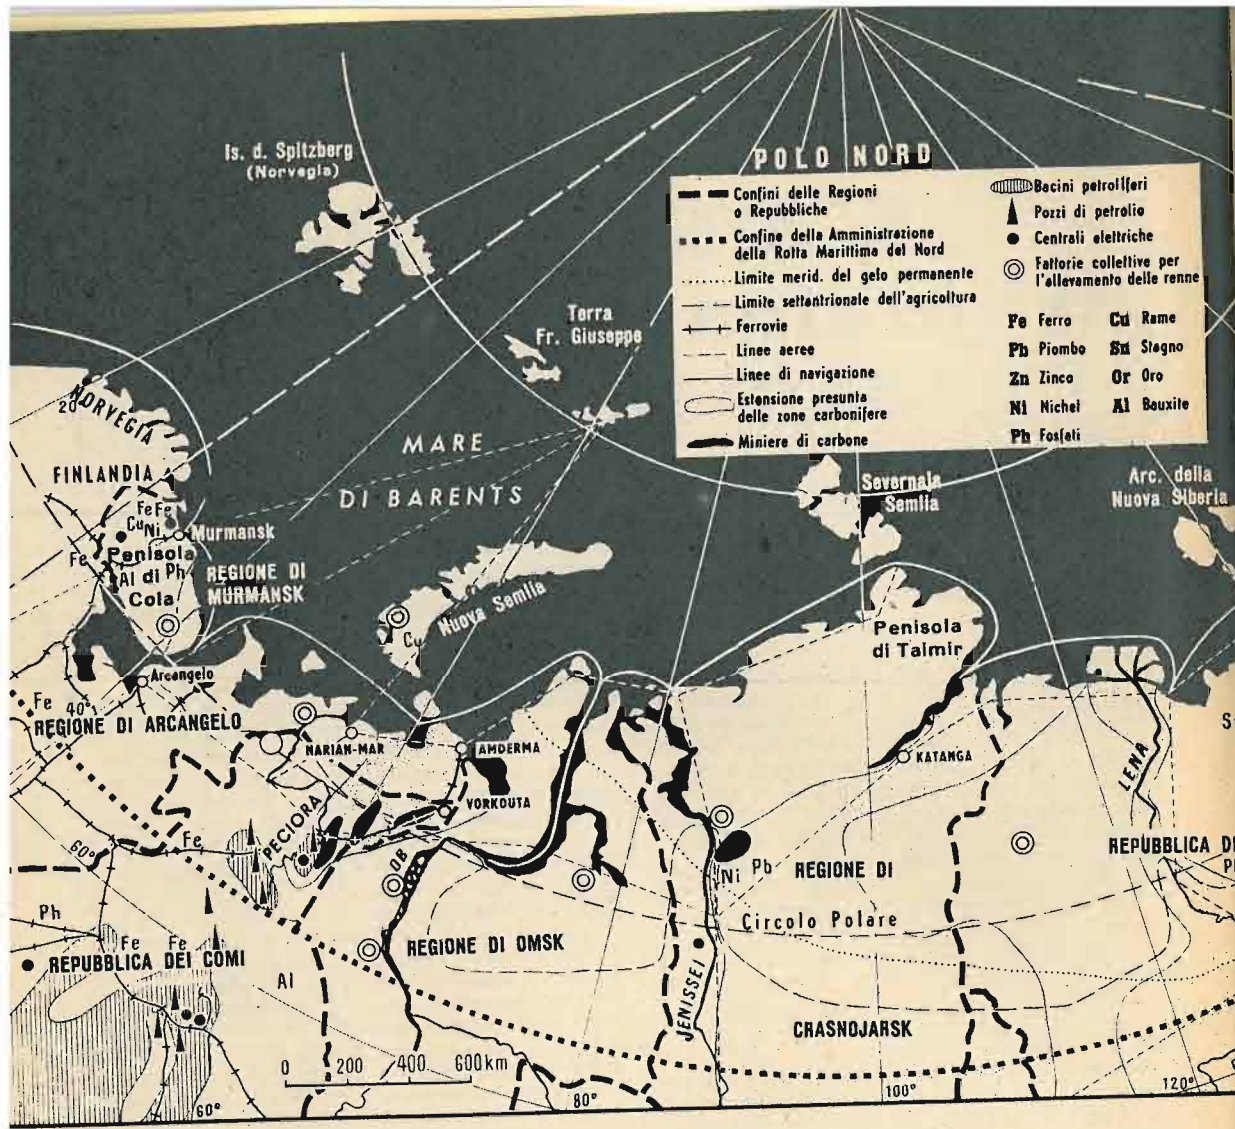 POLO NORD
Is. d. Spitzberg
(Norvegia)
Confini delle Regioni
o Repubbliche
Confine della Amministrazione
della Rotta Marittima del Nord
Limite merid. del gelo permanente
Limite settentrionale dell'agricoltura
Ferrovie
Linee aeree
Linee di navigazione
Estensione presunta
delle zone carbonifere
Miniere di carbone
Bacini petroliferi
Pozzi di petrolio
Centrali elettriche
Fattorie collettive per
l'allevamento delle renne
Fe Ferro
Cu Rame
Pb Piombo
Sn Stagno
Zn Zinco
Or Oro
Ni Nichel
Al Bauxite
Ph Fosfati
Terra
Fr. Giuseppe
NORVEGIA
20°
FINLANDIA
MARE
DI BARENTS
Severnaia
Semlia
Arc. della
Nuova Siberia
Fe Fe
Cu Ni
Murmansk
Fe
Penisola
Al di Ph
Cola
REGIONE DI
MURMANSK
Nuova Semlia
Cu
Penisola
di Taimir
Arcangelo
Fe
40°
REGIONE DI ARCANGELO
NARIAN-MAR
AMDERMA
VORKOUTA
KATANGA
LENA
S
PECIORA
60°
Fe
OB
Ni
Pb
REGIONE DI
REPUBBLICA DI
Ph
Circolo Polare
Fe
Fe
REPUBBLICA DEI COMI
REGIONE DI OMSK
Al
JENISSEI
CRASNOJARSK
0 200 400 600 km
60°
80°
100°
120°